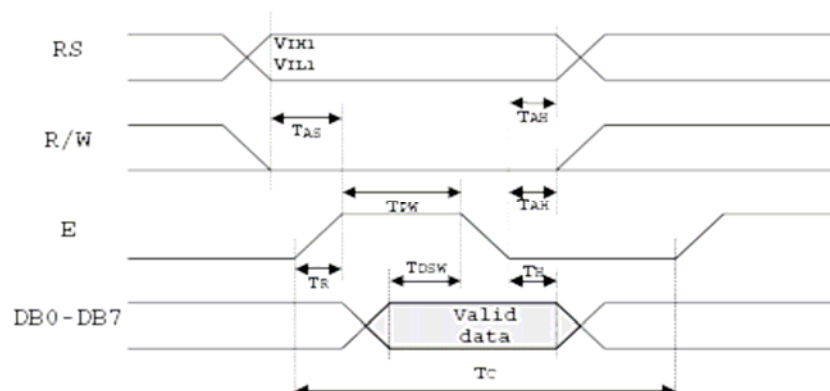 RS
VIH1
VIL1
TAS
TAH
R/W
TPW
TAH
E
TR
TDSW
TH
DB0-DB7
Valid
data
TC